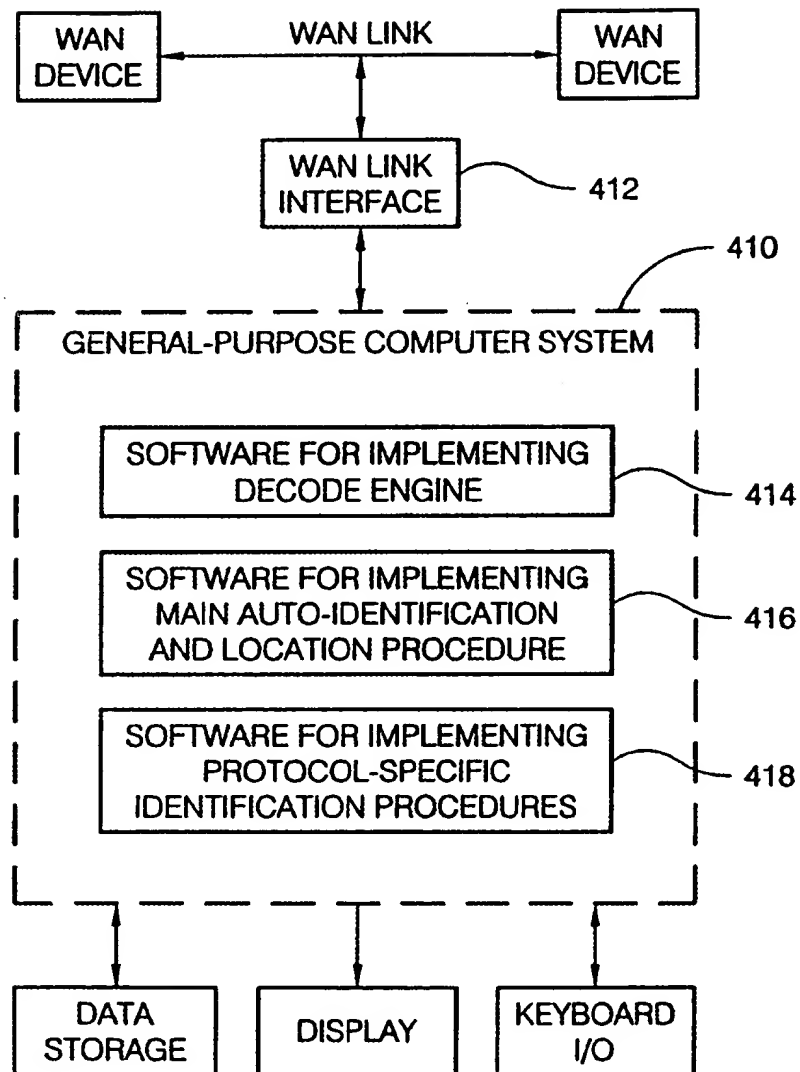 WAN
DEVICE
WAN LINK
WAN
DEVICE
WAN LINK
INTERFACE
412
410
GENERAL-PURPOSE COMPUTER SYSTEM
SOFTWARE FOR IMPLEMENTING
DECODE ENGINE
414
SOFTWARE FOR IMPLEMENTING
MAIN AUTO-IDENTIFICATION
AND LOCATION PROCEDURE
416
SOFTWARE FOR IMPLEMENTING
PROTOCOL-SPECIFIC
IDENTIFICATION PROCEDURES
418
DATA
STORAGE
DISPLAY
KEYBOARD
I/O